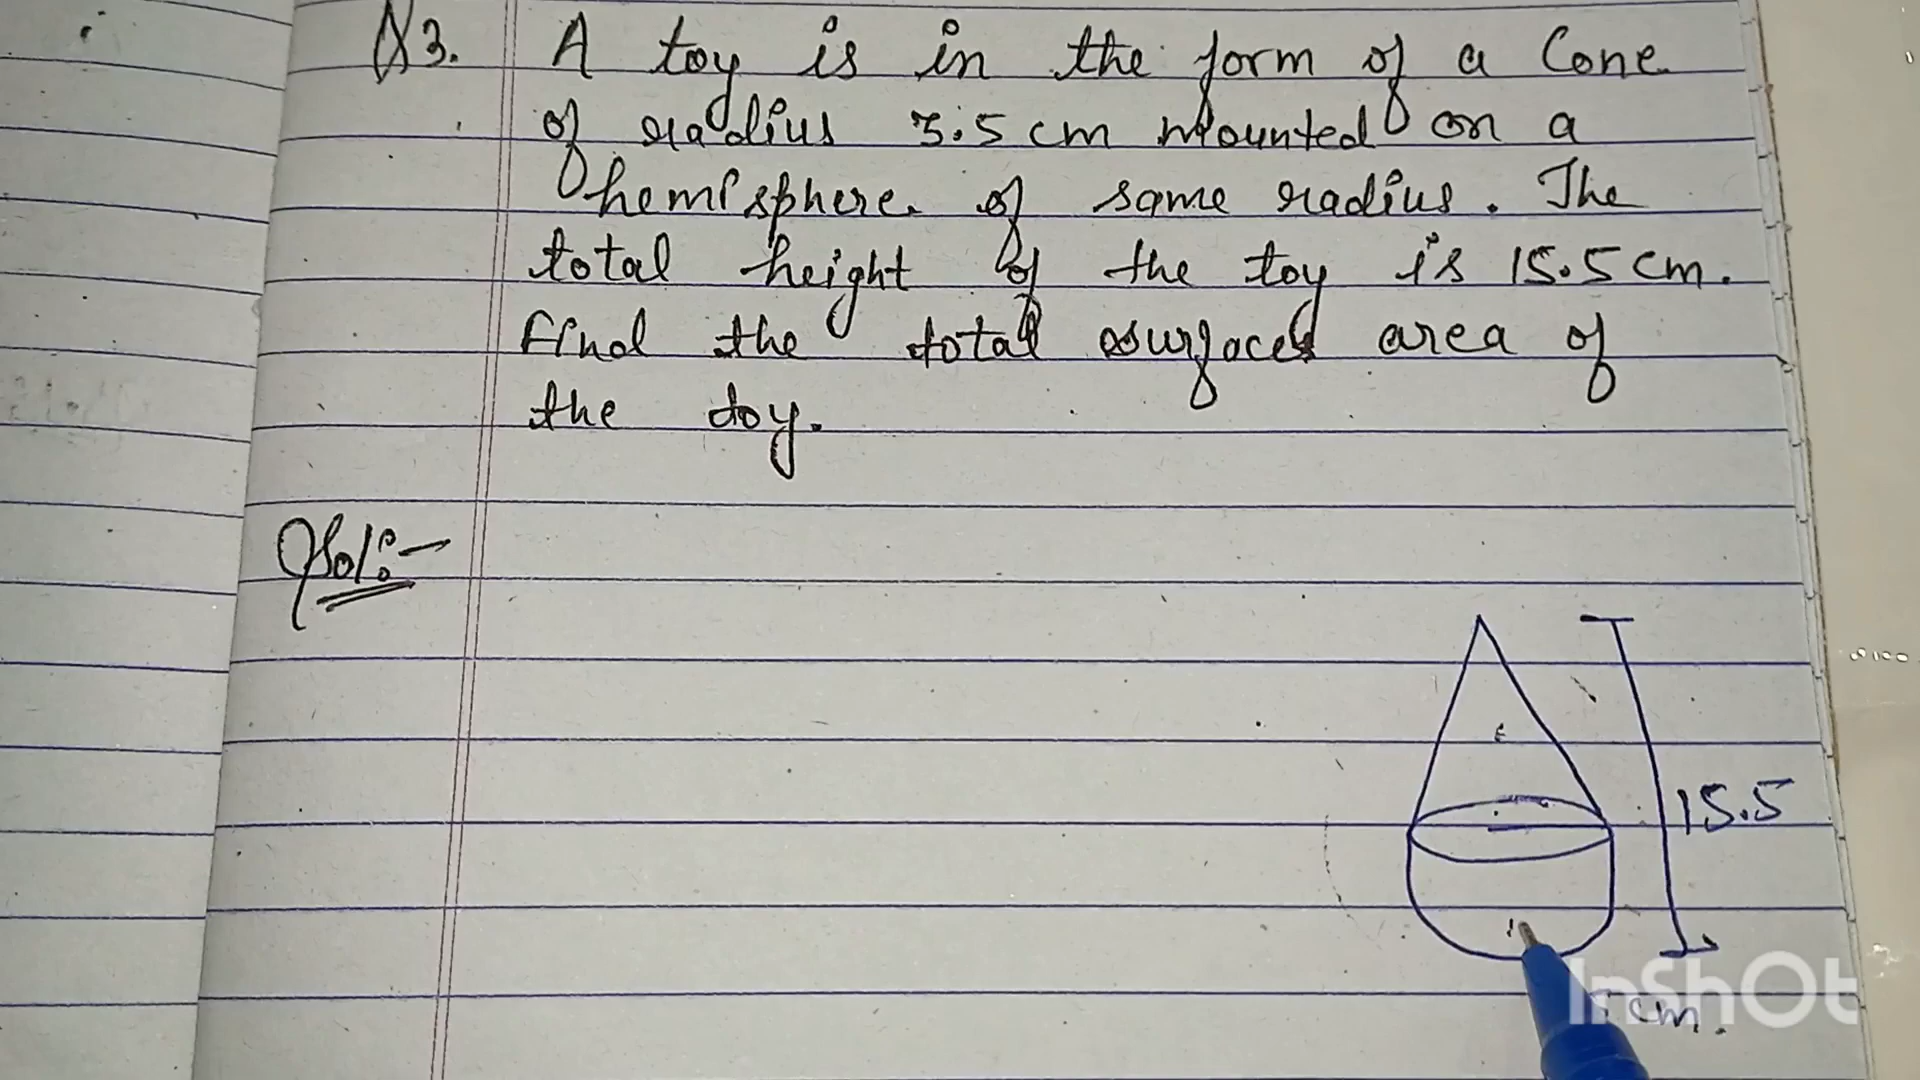 Q3. A toy is in the form of a Cone
of radius 3.5 cm mounted on a
hemisphere of same radius. The
total height of the toy is 15.5 cm.
Find the total surface area of
the toy.
Sol:-
15.5
cm.
InShOt